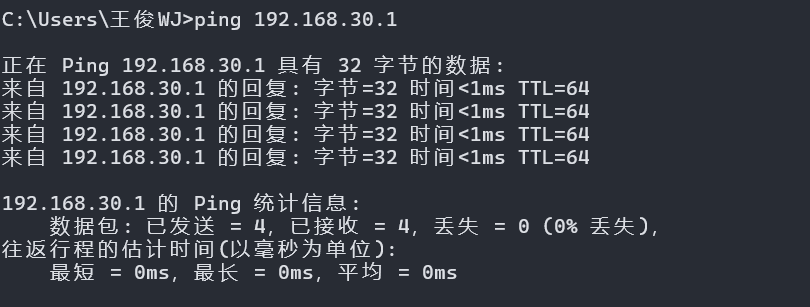 C:\Users\王俊WJ>ping 192.168.30.1
正在 Ping 192.168.30.1 具有 32 字节的数据:
来自 192.168.30.1 的回复: 字节=32 时间<1ms TTL=64
来自 192.168.30.1 的回复: 字节=32 时间<1ms TTL=64
来自 192.168.30.1 的回复: 字节=32 时间<1ms TTL=64
来自 192.168.30.1 的回复: 字节=32 时间<1ms TTL=64
192.168.30.1 的 Ping 统计信息:
数据包: 已发送 = 4, 已接收 = 4, 丢失 = 0 (0% 丢失),
往返行程的估计时间(以毫秒为单位):
最短 = 0ms, 最长 = 0ms, 平均 = 0ms